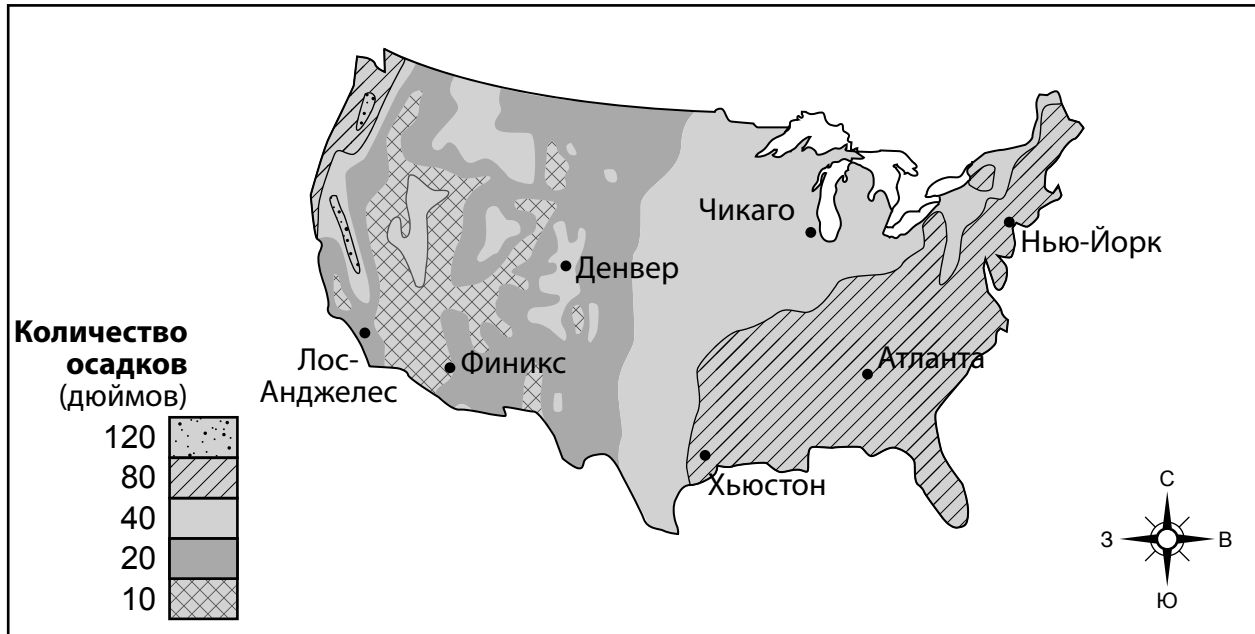 Чикаго
Нью-Йорк
Денвер
Количество
осадков
(дюймов)
Лос-
Анджелес
Финикс
Атланта
Хьюстон
120
80
40
20
10
С
З
В
Ю